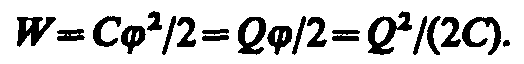 W = Cφ²/2 = Qφ/2 = Q²/(2C).